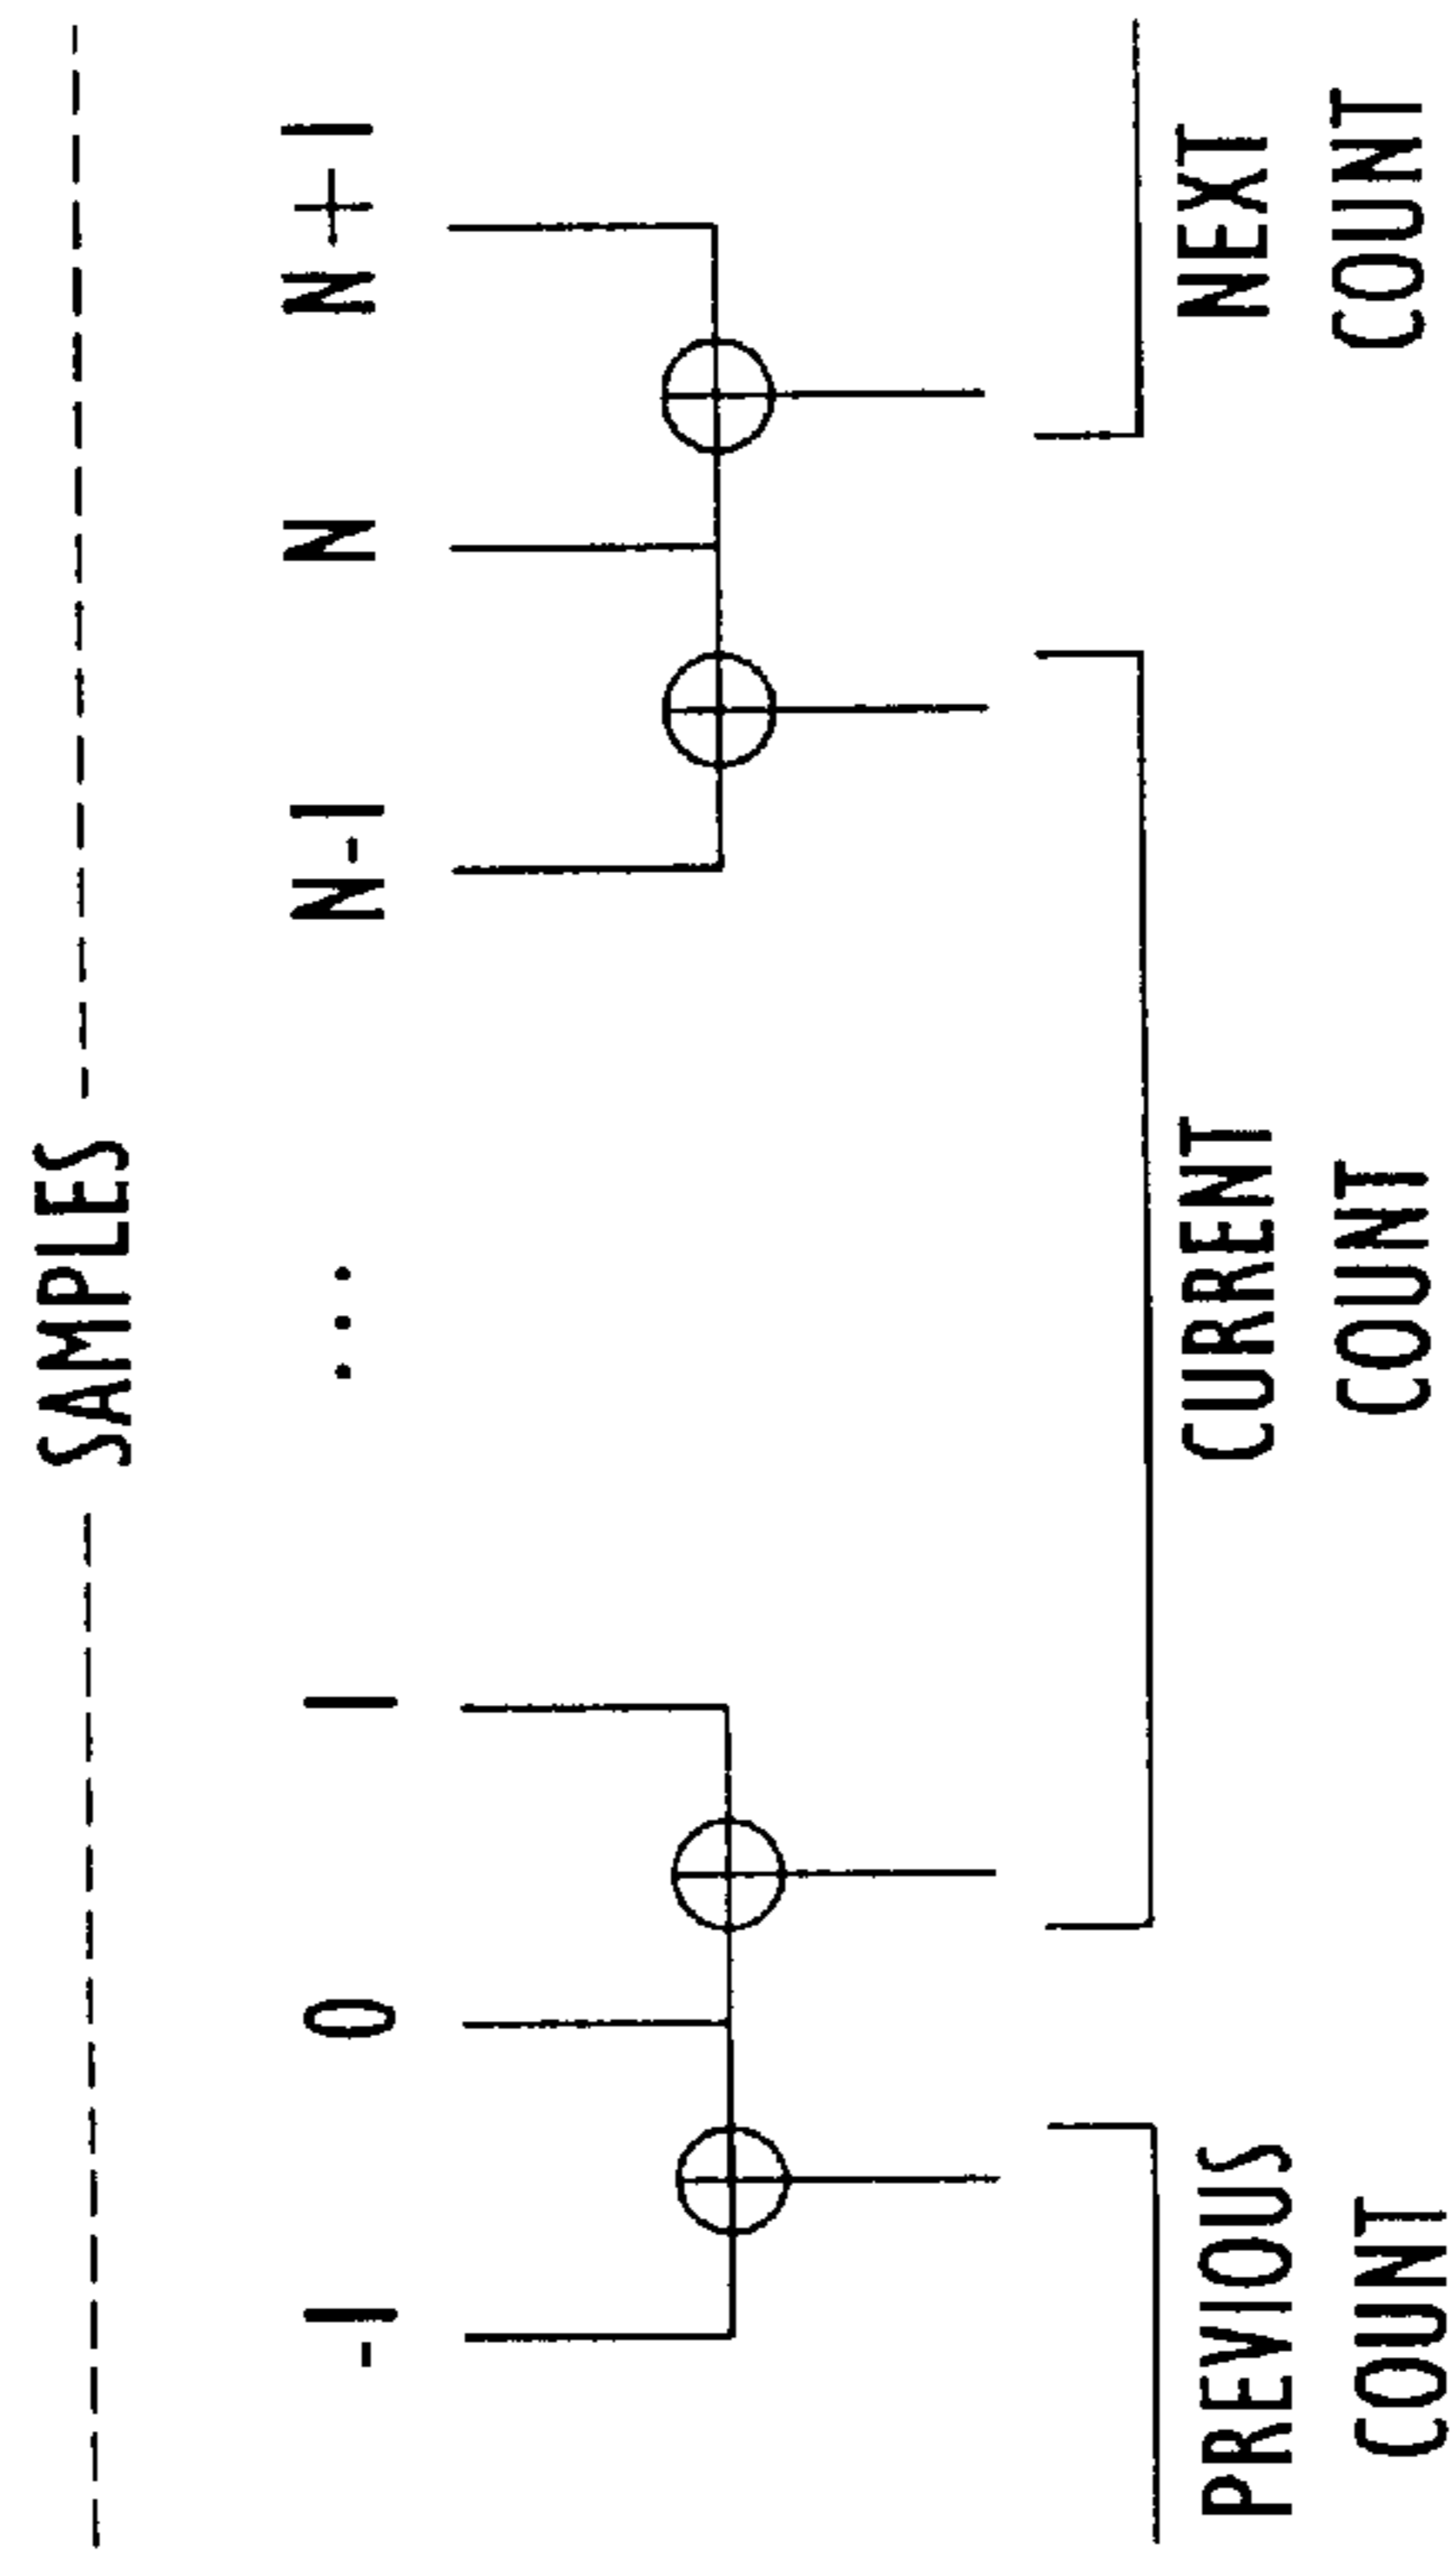 SAMPLES
-1 0 1 ... N-1 N N+1
PREVIOUS COUNT
CURRENT COUNT
NEXT COUNT